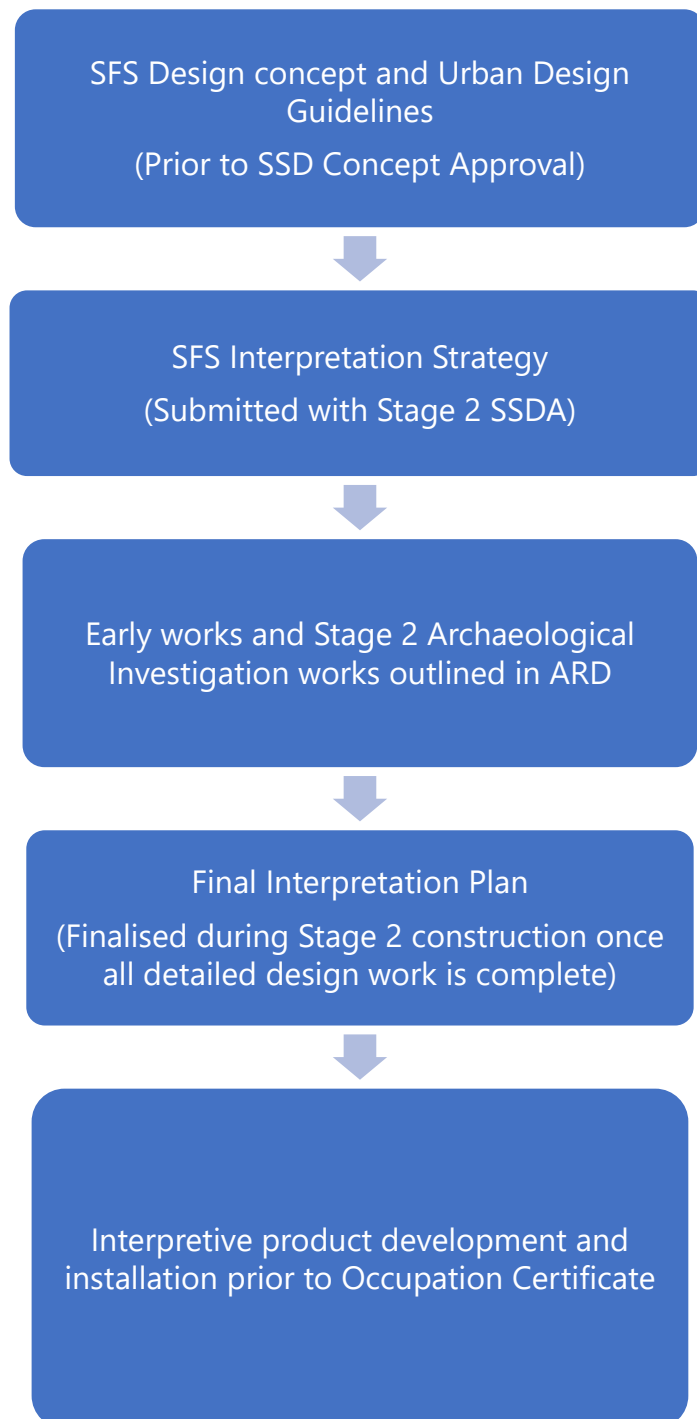 SFS Design concept and Urban Design
Guidelines
(Prior to SSD Concept Approval)
SFS Interpretation Strategy
(Submitted with Stage 2 SSDA)
Early works and Stage 2 Archaeological
Investigation works outlined in ARD
Final Interpretation Plan
(Finalised during Stage 2 construction once
all detailed design work is complete)
Interpretive product development and
installation prior to Occupation Certificate